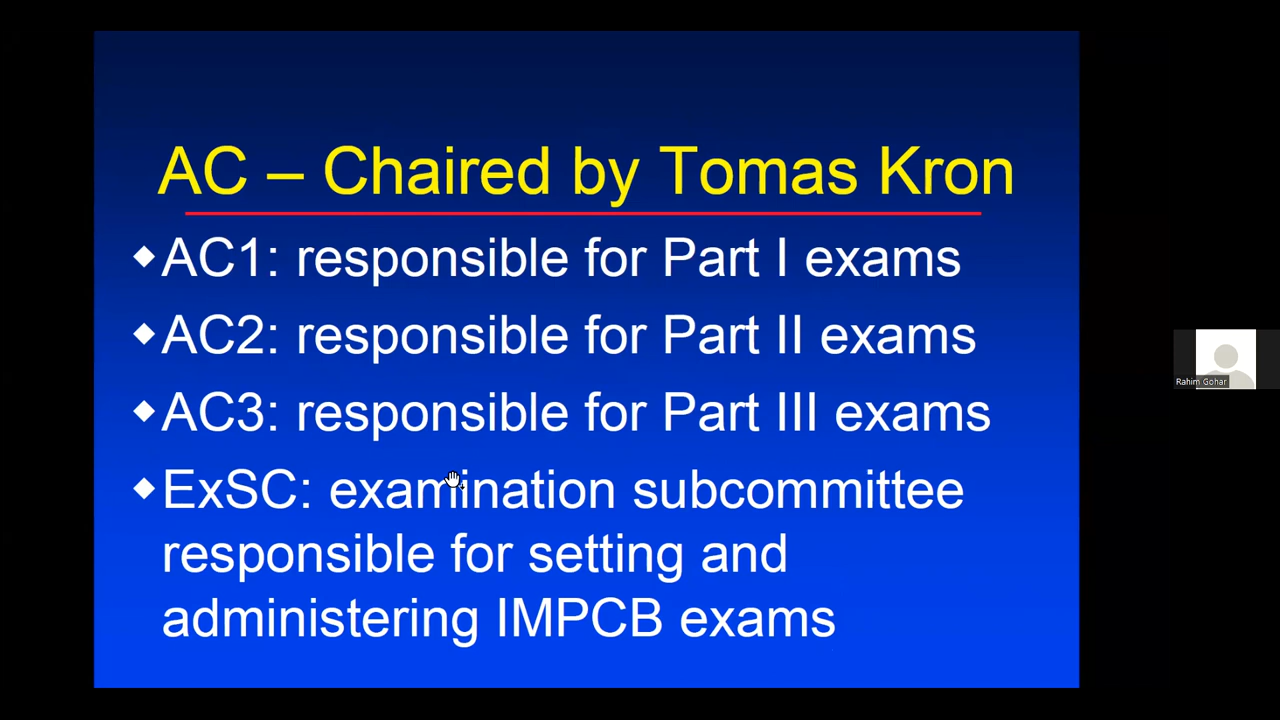 AC – Chaired by Tomas Kron
◆AC1: responsible for Part I exams
◆AC2: responsible for Part II exams
◆AC3: responsible for Part III exams
◆ExSC: examination subcommittee
responsible for setting and
administering IMPCB exams
Rahim Gohar